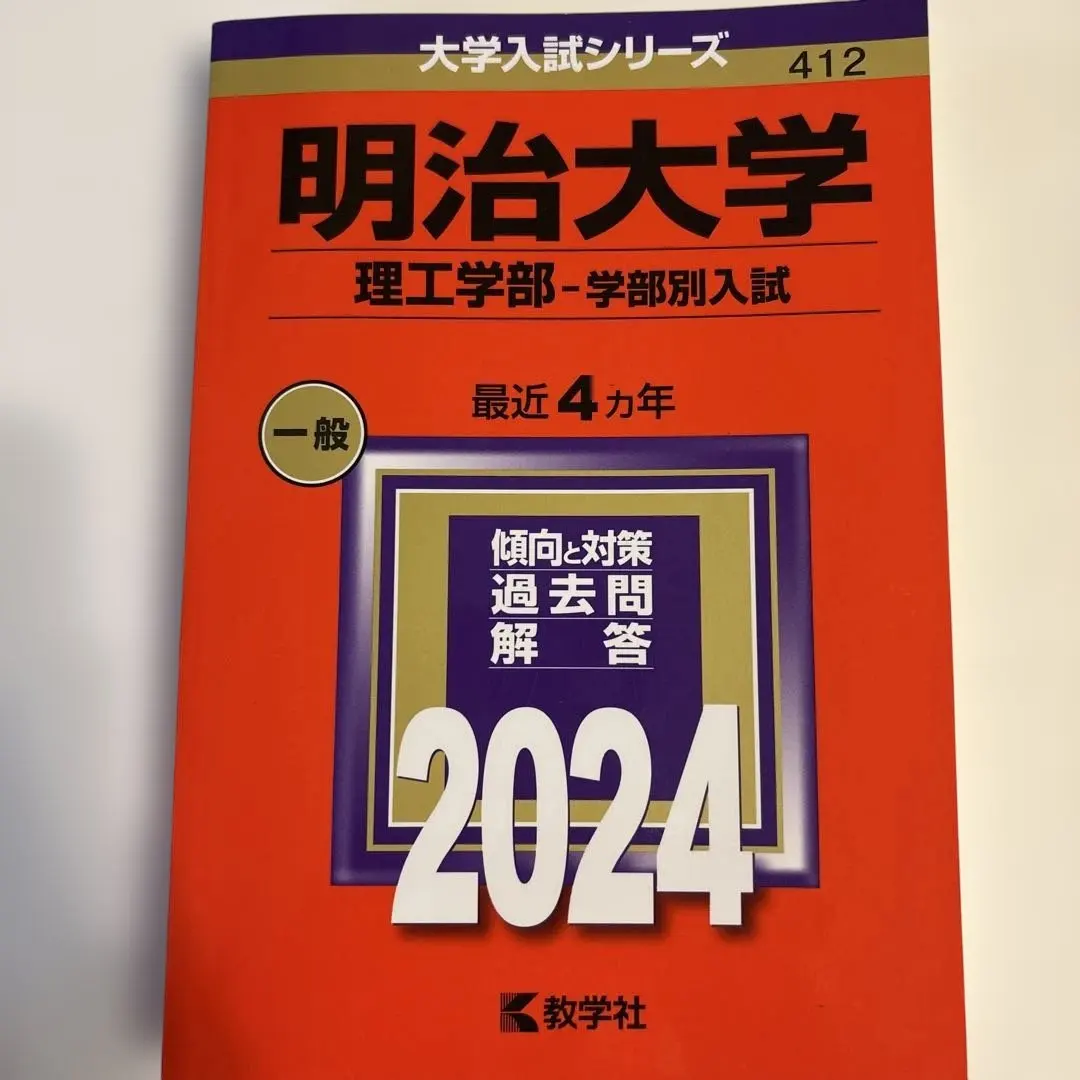 大学入試シリーズ
412
明治大学
理工学部-学部別入試
最近4カ年
一般
傾向と対策
過去問
解答
2024
教学社